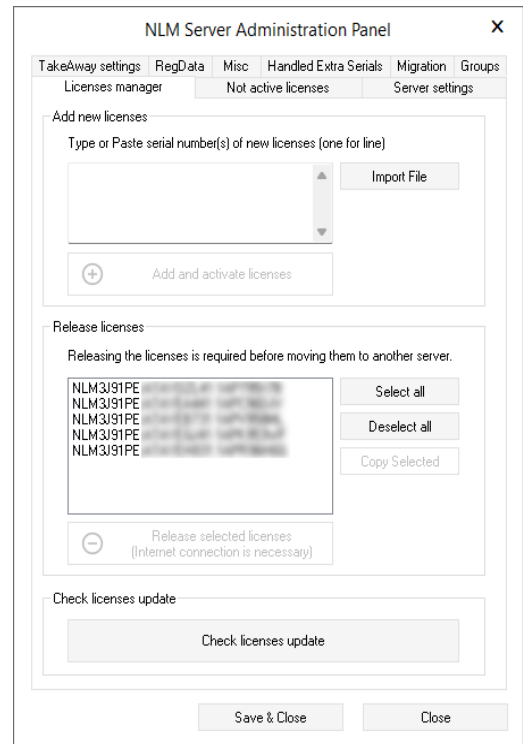 NLM Server Administration Panel X
TakeAway settings RegData Misc Handled Extra Serials Migration Groups
Licenses manager Not active licenses Server settings
Add new licenses
Type or Paste serial number(s) of new licenses (one for line)
Import File
Add and activate licenses
Release licenses
Releasing the licenses is required before moving them to another server.
NLM3J91PE
NLM3J91PE
NLM3J91PE
NLM3J91PE
NLM3J91PE
Select all
Deselect all
Copy Selected
Release selected licenses
(Internet connection is necessary)
Check licenses update
Check licenses update
Save & Close Close